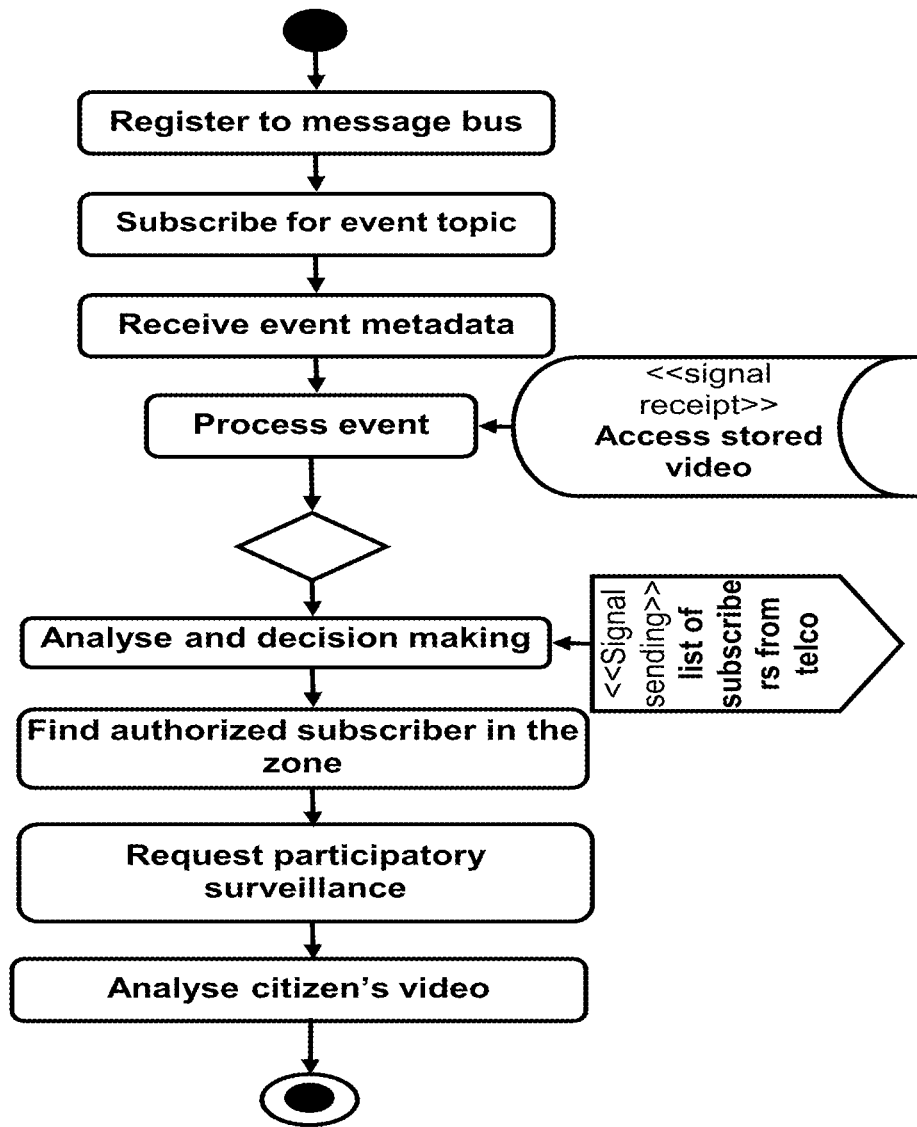 Register to message bus
Subscribe for event topic
Receive event metadata
<<signal
receipt>>
Access stored
video
Process event
<<Signal
sending>>
list of
subscribe
rs from
telco
Analyse and decision making
Find authorized subscriber in the
zone
Request participatory
surveillance
Analyse citizen's video